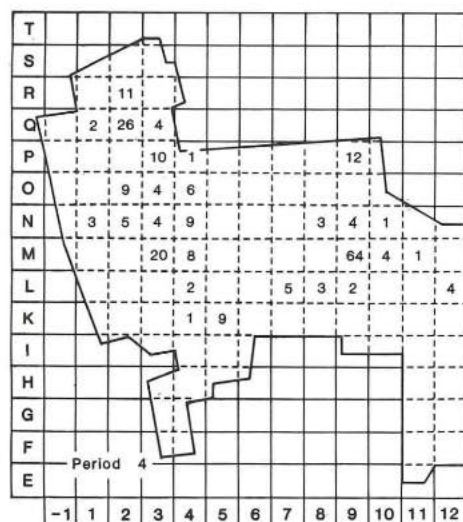 T
S
R 11
Q 2 26 4
P 10 1 12
O 9 4 6
N 3 5 4 9 3 4 1
M 20 8 64 4 1
L 2 5 3 2 4
K 1 9
I
H
G
F
Period 4
E
-1 1 2 3 4 5 6 7 8 9 10 11 12